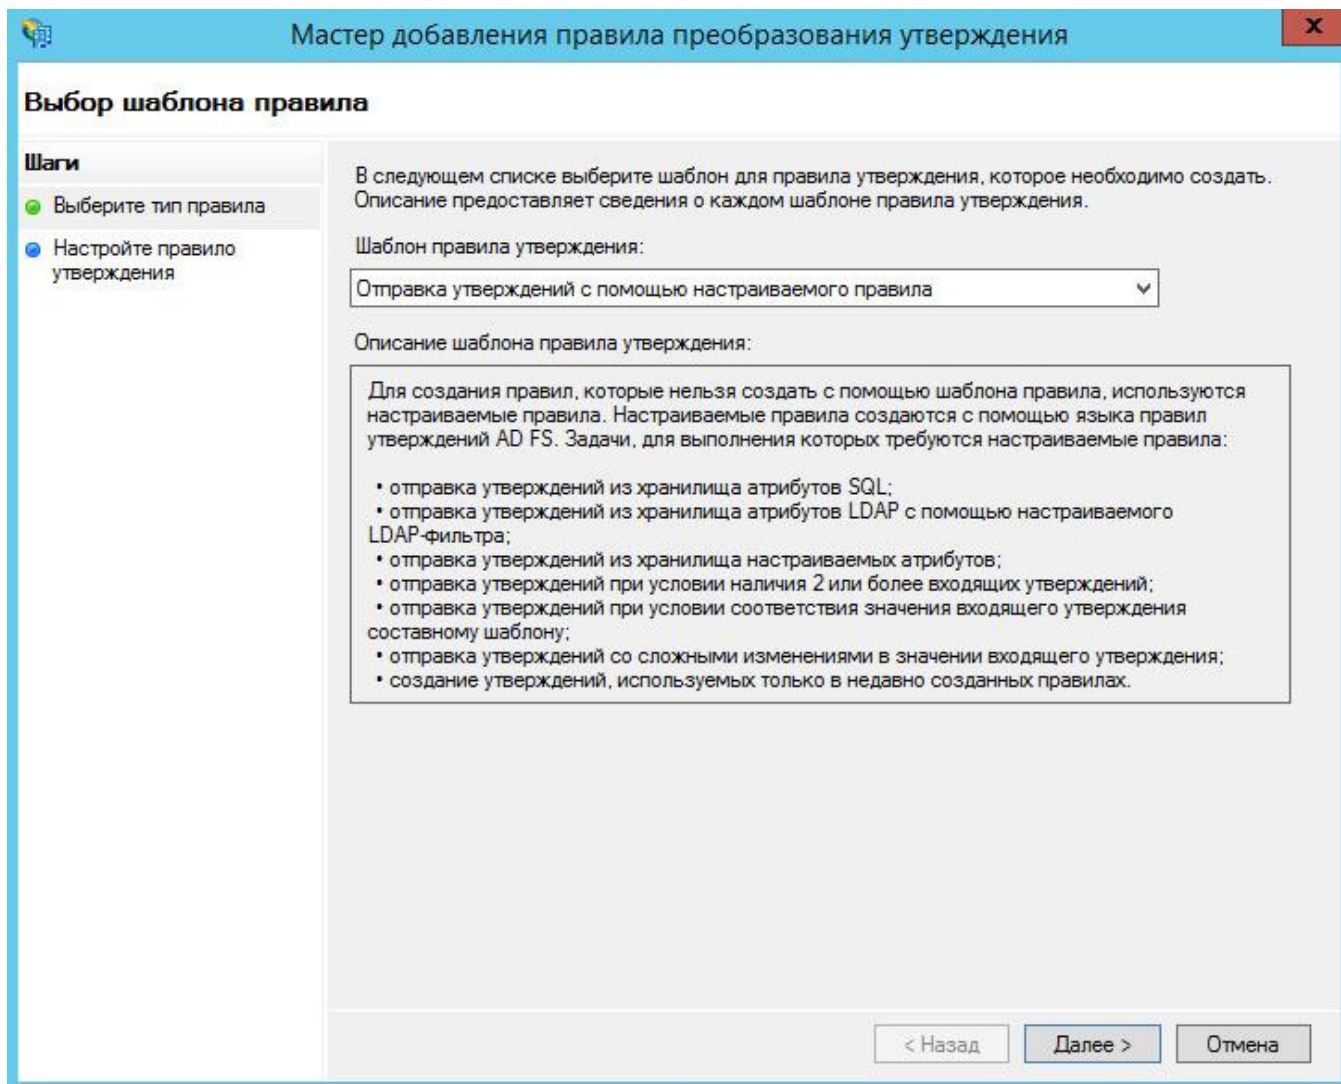 Мастер добавления правила преобразования утверждения
x
Выбор шаблона правила
Шаги
Выберите тип правила
Настройте правило
утверждения
В следующем списке выберите шаблон для правила утверждения, которое необходимо создать.
Описание предоставляет сведения о каждом шаблоне правила утверждения.
Шаблон правила утверждения:
Отправка утверждений с помощью настраиваемого правила
Описание шаблона правила утверждения:
Для создания правил, которые нельзя создать с помощью шаблона правила, используются
настраиваемые правила. Настраиваемые правила создаются с помощью языка правил
утверждений AD FS. Задачи, для выполнения которых требуются настраиваемые правила:
• отправка утверждений из хранилища атрибутов SQL;
• отправка утверждений из хранилища атрибутов LDAP с помощью настраиваемого
LDAP-фильтра;
• отправка утверждений из хранилища настраиваемых атрибутов;
• отправка утверждений при условии наличия 2 или более входящих утверждений;
• отправка утверждений при условии соответствия значения входящего утверждения
составному шаблону;
• отправка утверждений со сложными изменениями в значении входящего утверждения;
• создание утверждений, используемых только в недавно созданных правилах.
< Назад
Далее >
Отмена